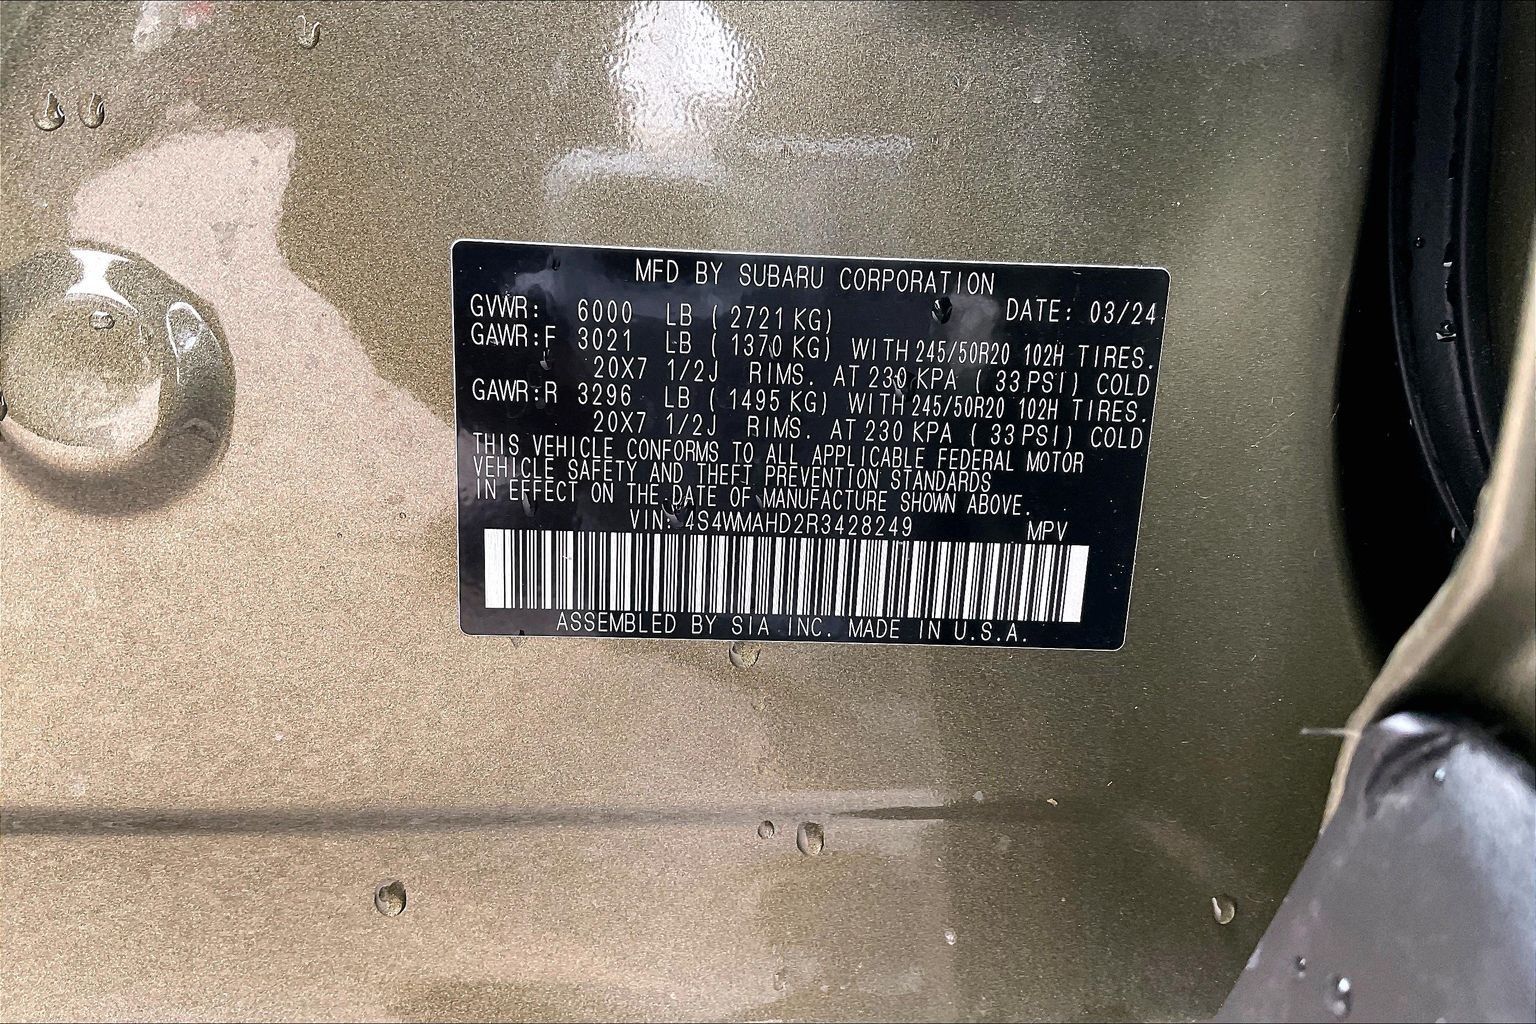 MFD BY SUBARU CORPORATION
GVWR: 6000 LB ( 2721 KG) DATE: 03/24
GAWR:F 3021 LB ( 1370 KG) WITH 245/50R20 102H TIRES.
20X7 1/2J RIMS. AT 230 KPA ( 33 PSI) COLD
GAWR:R 3296 LB ( 1495 KG) WITH 245/50R20 102H TIRES.
20X7 1/2J RIMS. AT 230 KPA ( 33 PSI) COLD
THIS VEHICLE CONFORMS TO ALL APPLICABLE FEDERAL MOTOR
VEHICLE SAFETY AND THEFT PREVENTION STANDARDS
IN EFFECT ON THE DATE OF MANUFACTURE SHOWN ABOVE.
VIN: 4S4WMAHD2R3428249 MPV
ASSEMBLED BY SIA INC. MADE IN U.S.A.